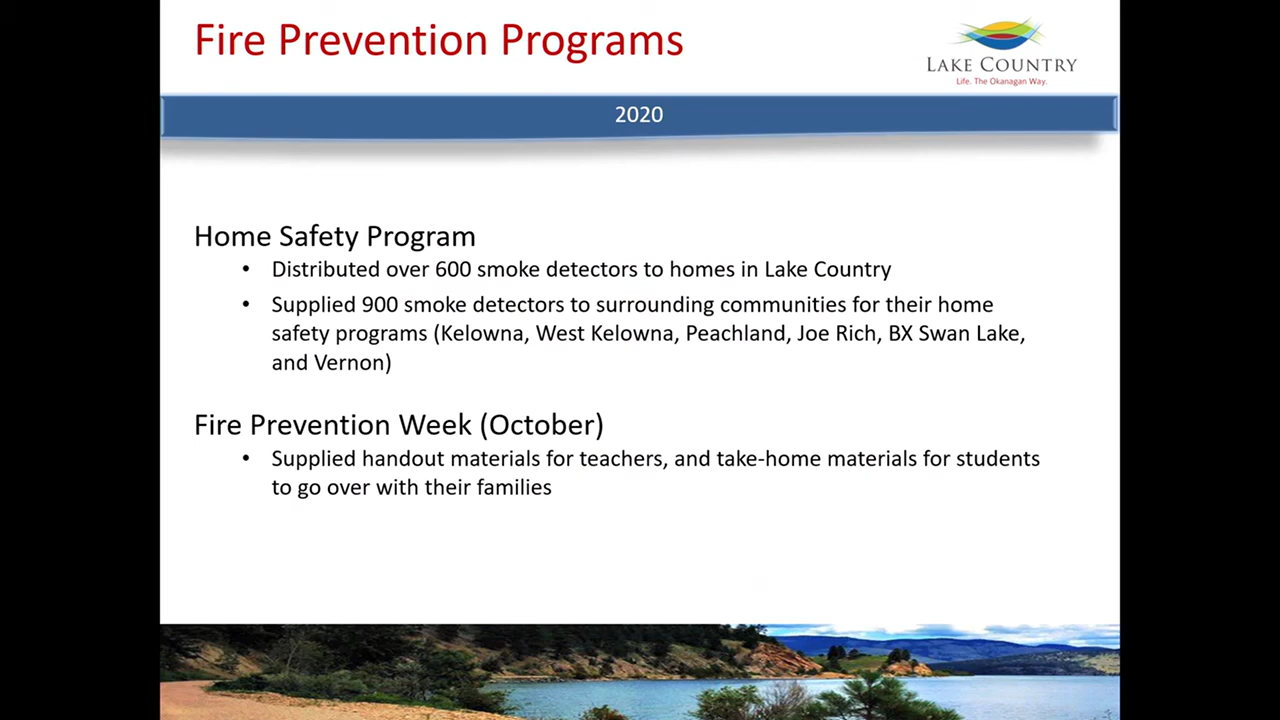 Fire Prevention Programs
LAKE COUNTRY
Life. The Okanagan Way.
2020
Home Safety Program
• Distributed over 600 smoke detectors to homes in Lake Country
• Supplied 900 smoke detectors to surrounding communities for their home
safety programs (Kelowna, West Kelowna, Peachland, Joe Rich, BX Swan Lake,
and Vernon)
Fire Prevention Week (October)
• Supplied handout materials for teachers, and take-home materials for students
to go over with their families